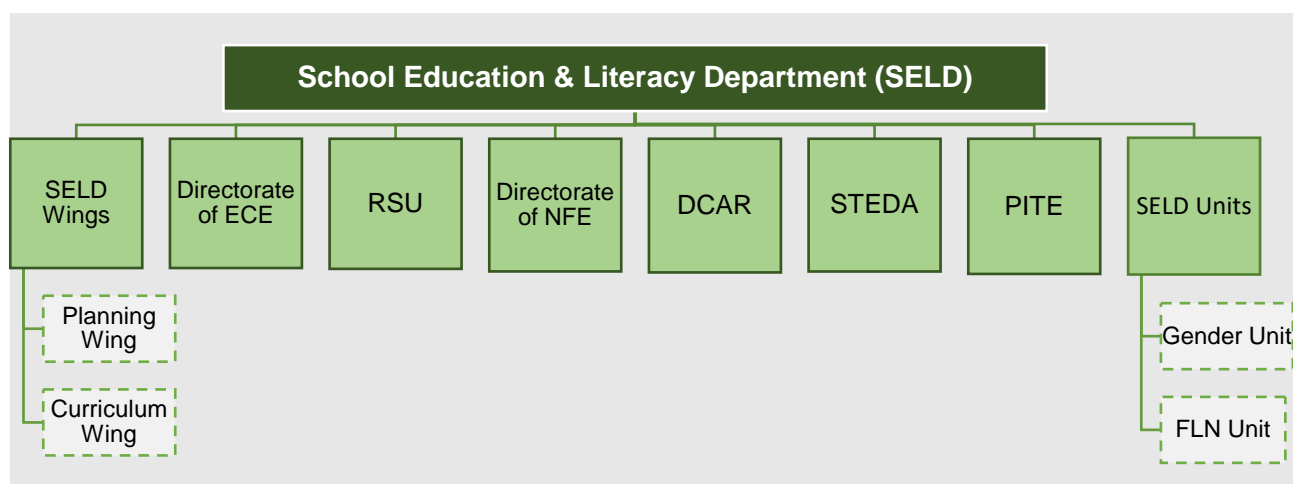 School Education & Literacy Department (SELD)
SELD
Wings
Directorate
of ECE
RSU
Directorate
of NFE
DCAR
STEDA
PITE
SELD Units
Planning
Wing
Curriculum
Wing
Gender Unit
FLN Unit